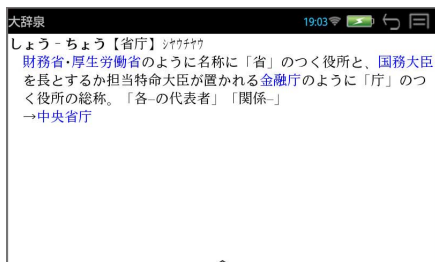 大辞泉 19:03
しょう‐ちょう【省庁】シヤウチヤウ
財務省・厚生労働省のように名称に「省」のつく役所と、国務大臣
を長とするか担当特命大臣が置かれる金融庁のように「庁」のつ
く役所の総称。「各―の代表者」「関係―」
→中央省庁